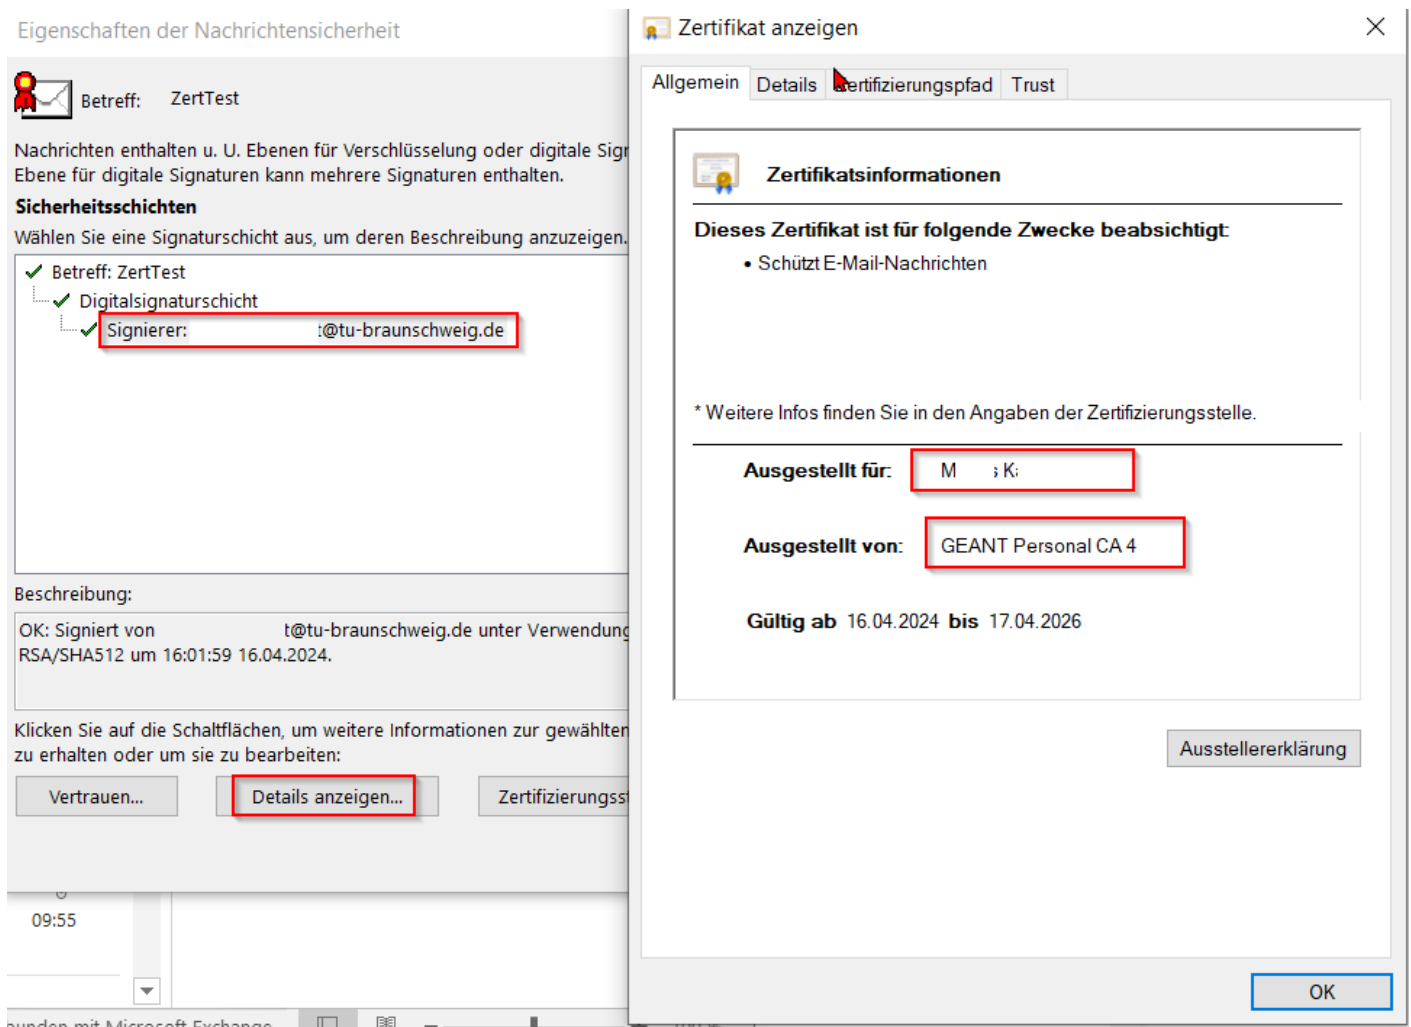 Eigenschaften der Nachrichtensicherheit
Betreff: ZertTest
Nachrichten enthalten u. U. Ebenen für Verschlüsselung oder digitale Sigr
Ebene für digitale Signaturen kann mehrere Signaturen enthalten.
Sicherheitsschichten
Wählen Sie eine Signaturschicht aus, um deren Beschreibung anzuzeigen.
Betreff: ZertTest
Digitalsignaturschicht
Signierer: t@tu-braunschweig.de
Beschreibung:
OK: Signiert von t@tu-braunschweig.de unter Verwendung
RSA/SHA512 um 16:01:59 16.04.2024.
Klicken Sie auf die Schaltflächen, um weitere Informationen zur gewählten
zu erhalten oder um sie zu bearbeiten:
Vertrauen...
Details anzeigen...
Zertifizierungsst
09:55
mit Microsoft Exchange
Zertifikat anzeigen
Allgemein Details ertifizierungspfad Trust
Zertifikatsinformationen
Dieses Zertifikat ist für folgende Zwecke beabsichtigt:
• Schützt E-Mail-Nachrichten
* Weitere Infos finden Sie in den Angaben der Zertifizierungsstelle.
Ausgestellt für: M s K
Ausgestellt von: GEANT Personal CA 4
Gültig ab 16.04.2024 bis 17.04.2026
Ausstellererklärung
OK